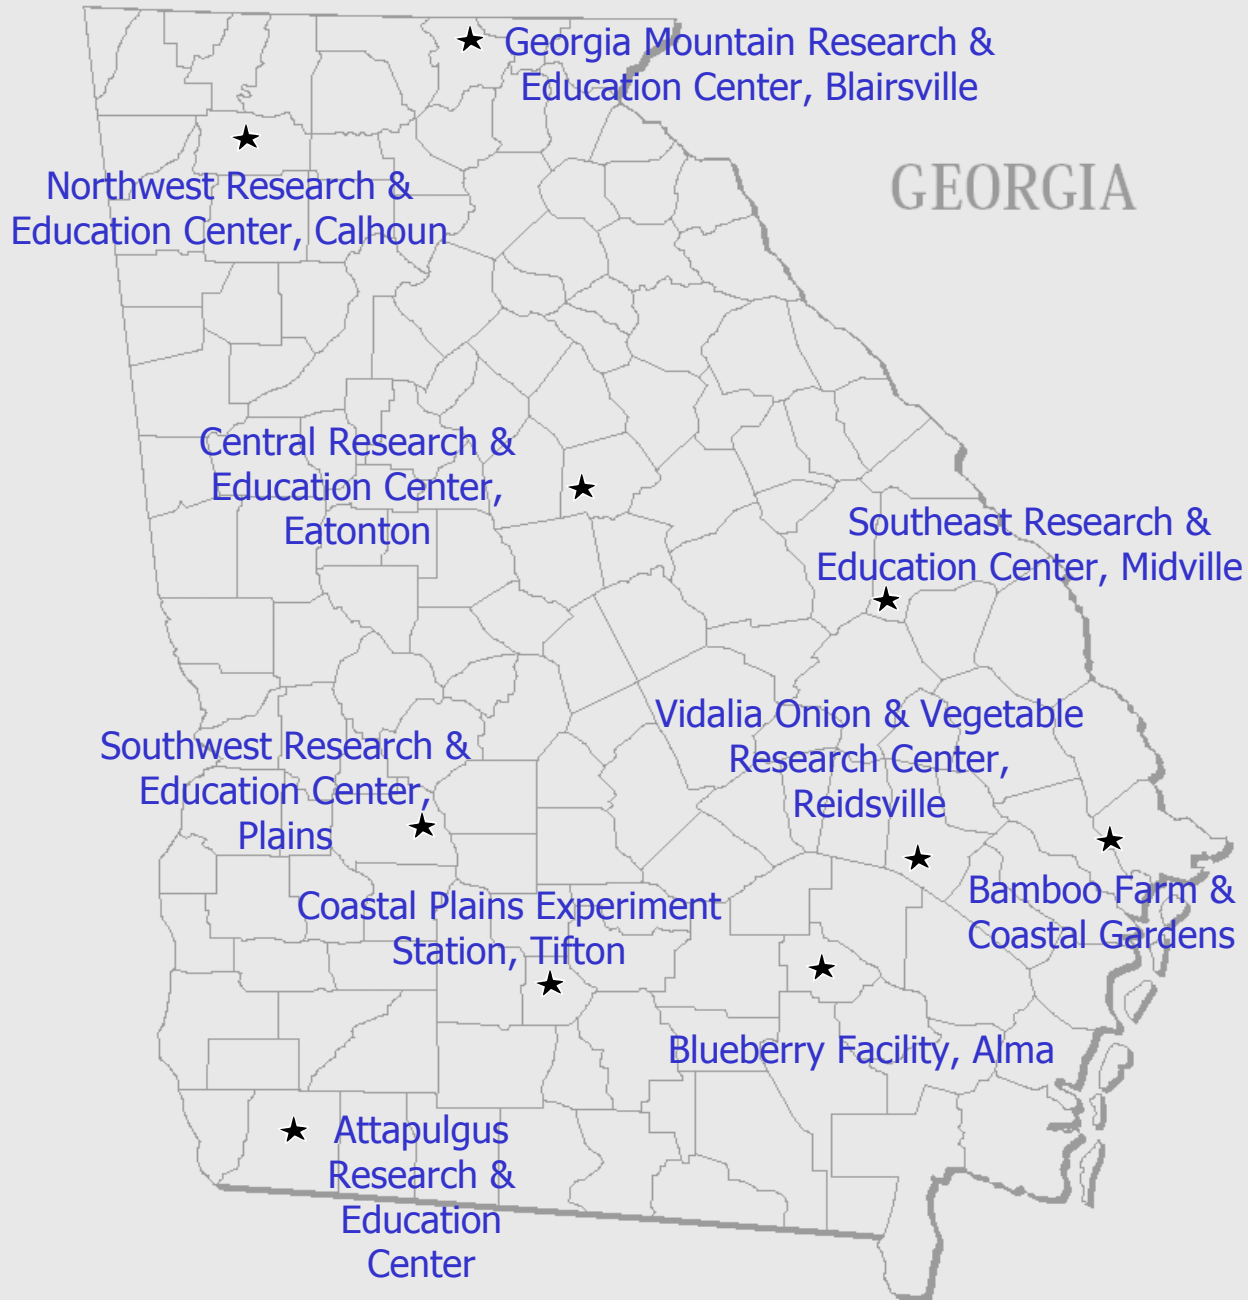 Georgia Mountain Research &
Education Center, Blairsville
GEORGIA
Northwest Research &
Education Center, Calhoun
Central Research &
Education Center,
Eatonton
Southeast Research &
Education Center, Midville
Vidalia Onion & Vegetable
Research Center,
Reidsville
Southwest Research &
Education Center,
Plains
Bamboo Farm &
Coastal Gardens
Coastal Plains Experiment
Station, Tifton
Blueberry Facility, Alma
Attapulgus
Research &
Education
Center